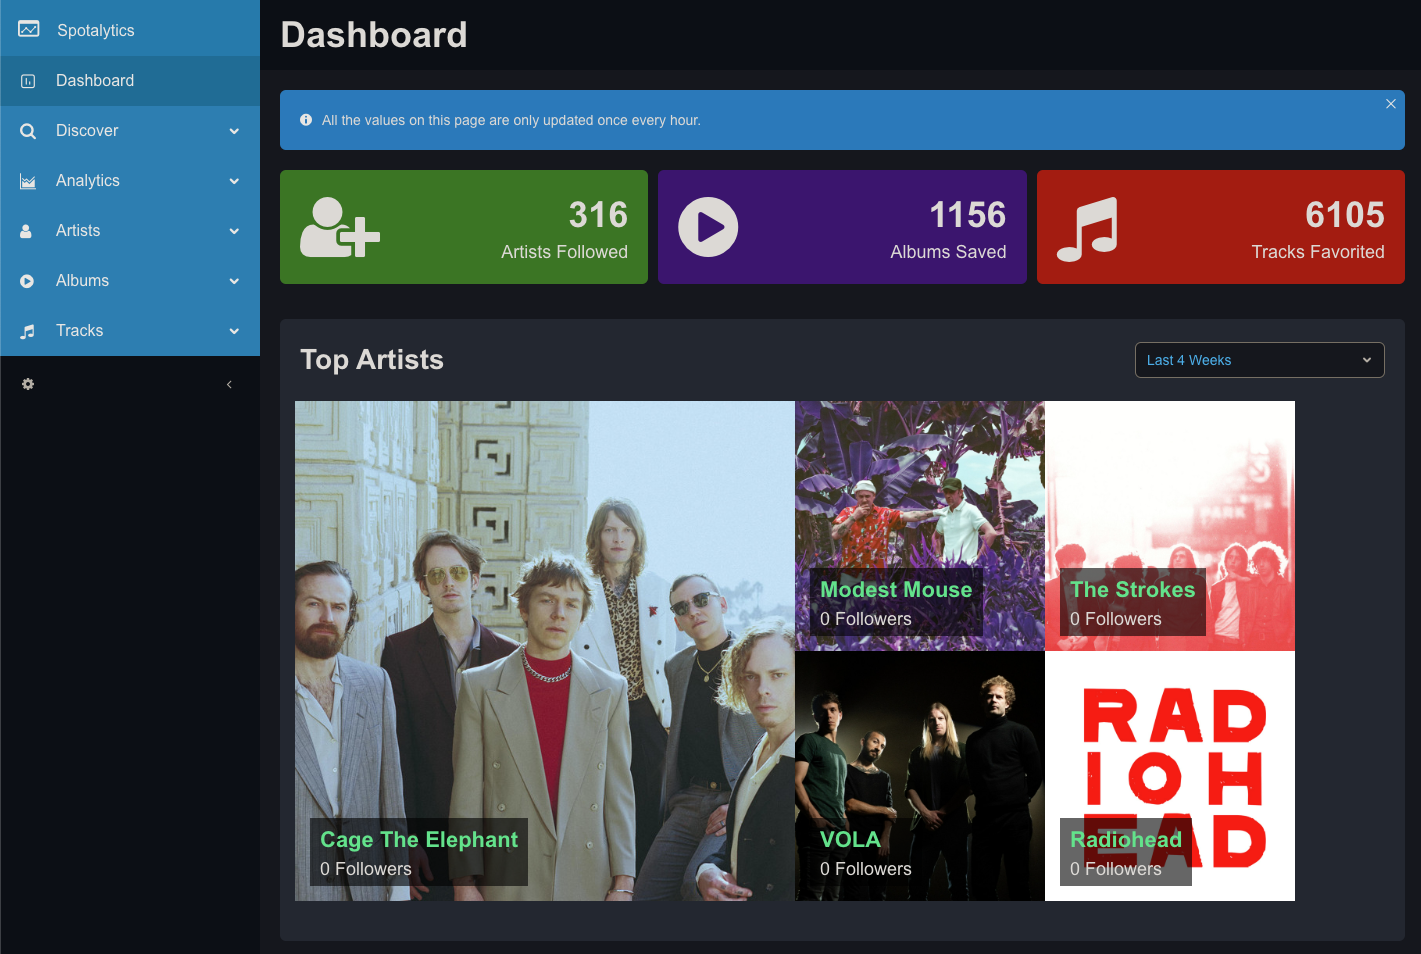 Spotalytics
Dashboard
Discover
Analytics
Artists
Albums
Tracks
Dashboard
All the values on this page are only updated once every hour.
316
Artists Followed
1156
Albums Saved
6105
Tracks Favorited
Top Artists
Last 4 Weeks
Cage The Elephant
0 Followers
Modest Mouse
0 Followers
PARK
The Strokes
0 Followers
VOLA
0 Followers
RAD
IOH
EAD
Radiohead
0 Followers